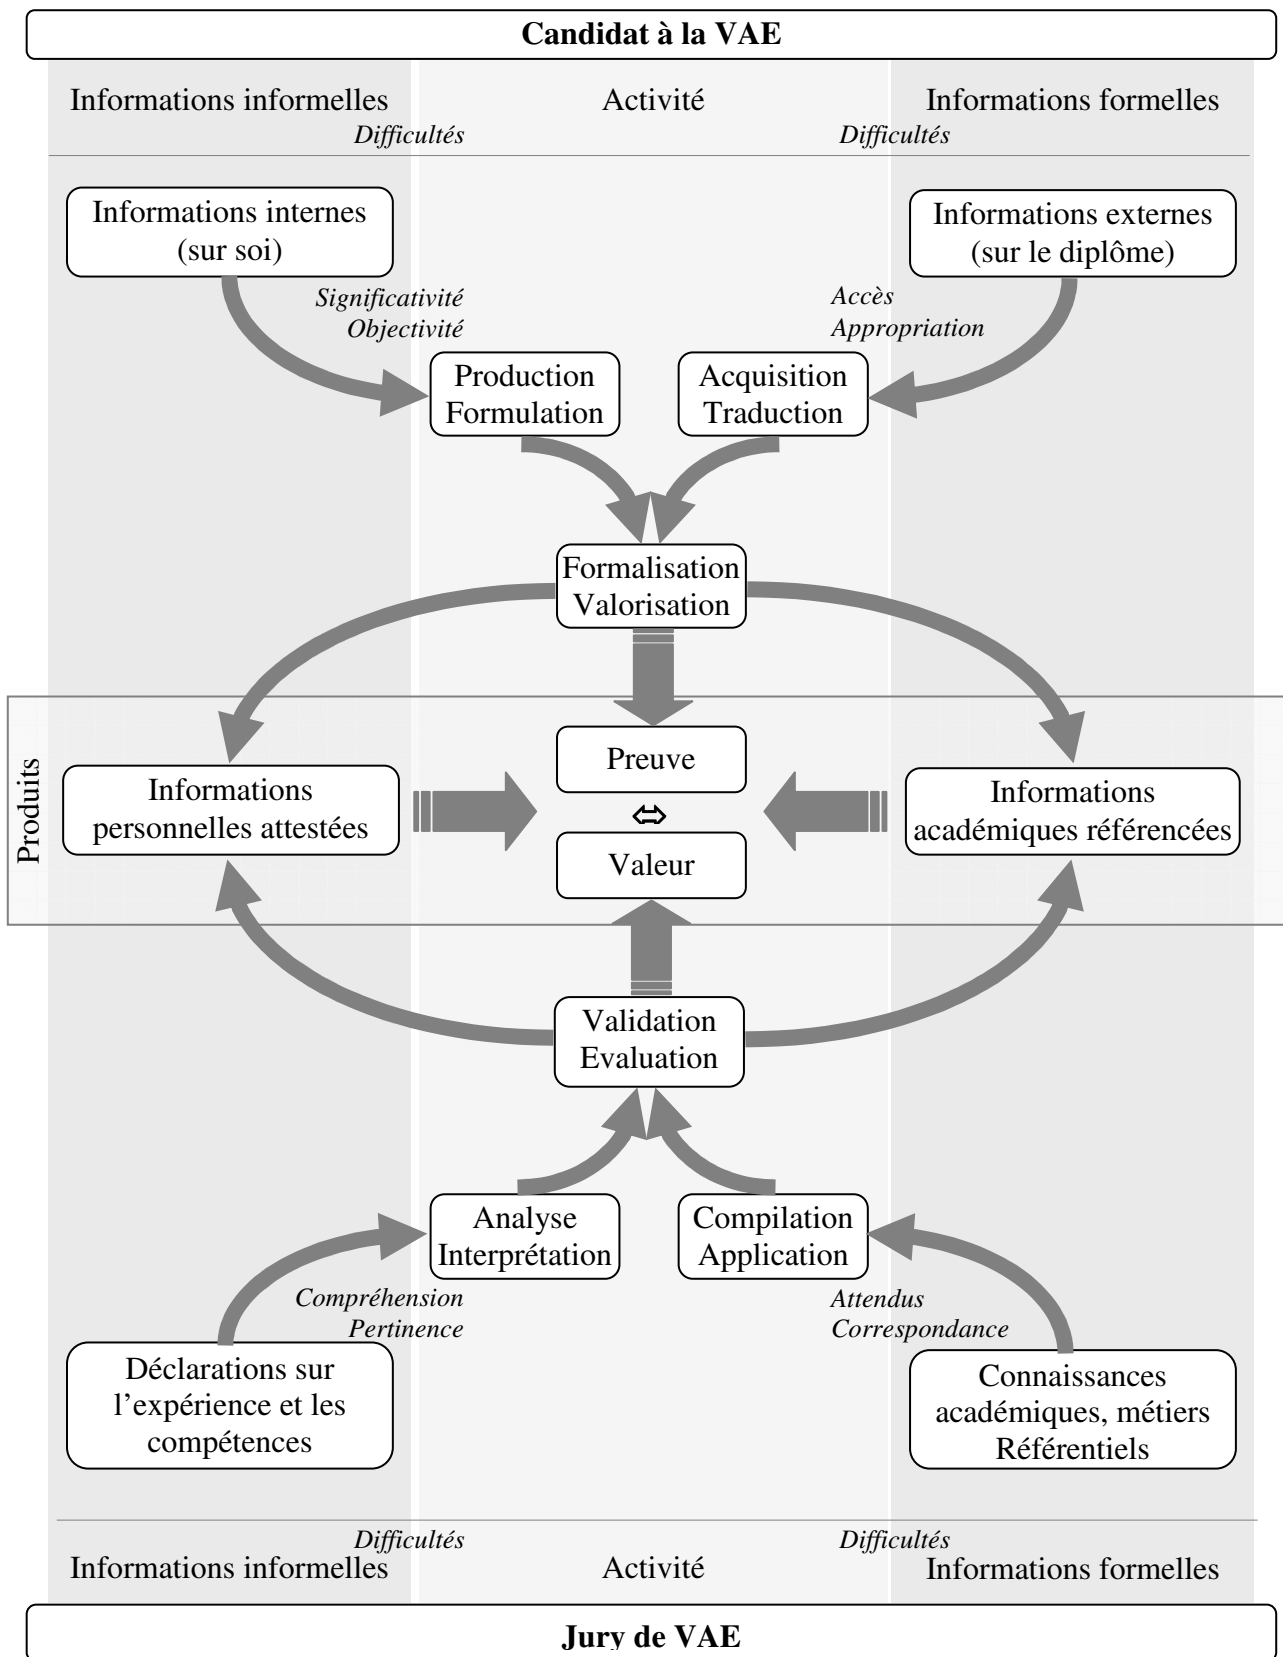 Candidat à la VAE
Informations informelles
Activité
Informations formelles
Difficultés
Difficultés
Informations internes
(sur soi)
Informations externes
(sur le diplôme)
Significativité
Objectivité
Accès
Appropriation
Production
Formulation
Acquisition
Traduction
Formalisation
Valorisation
Produits
Informations
personnelles attestées
Preuve
⇔
Valeur
Informations
académiques référencées
Validation
Evaluation
Analyse
Interprétation
Compilation
Application
Compréhension
Pertinence
Attendus
Correspondance
Déclarations sur
l’expérience et les
compétences
Connaissances
académiques, métiers
Référentiels
Difficultés
Difficultés
Informations informelles
Activité
Informations formelles
Jury de VAE